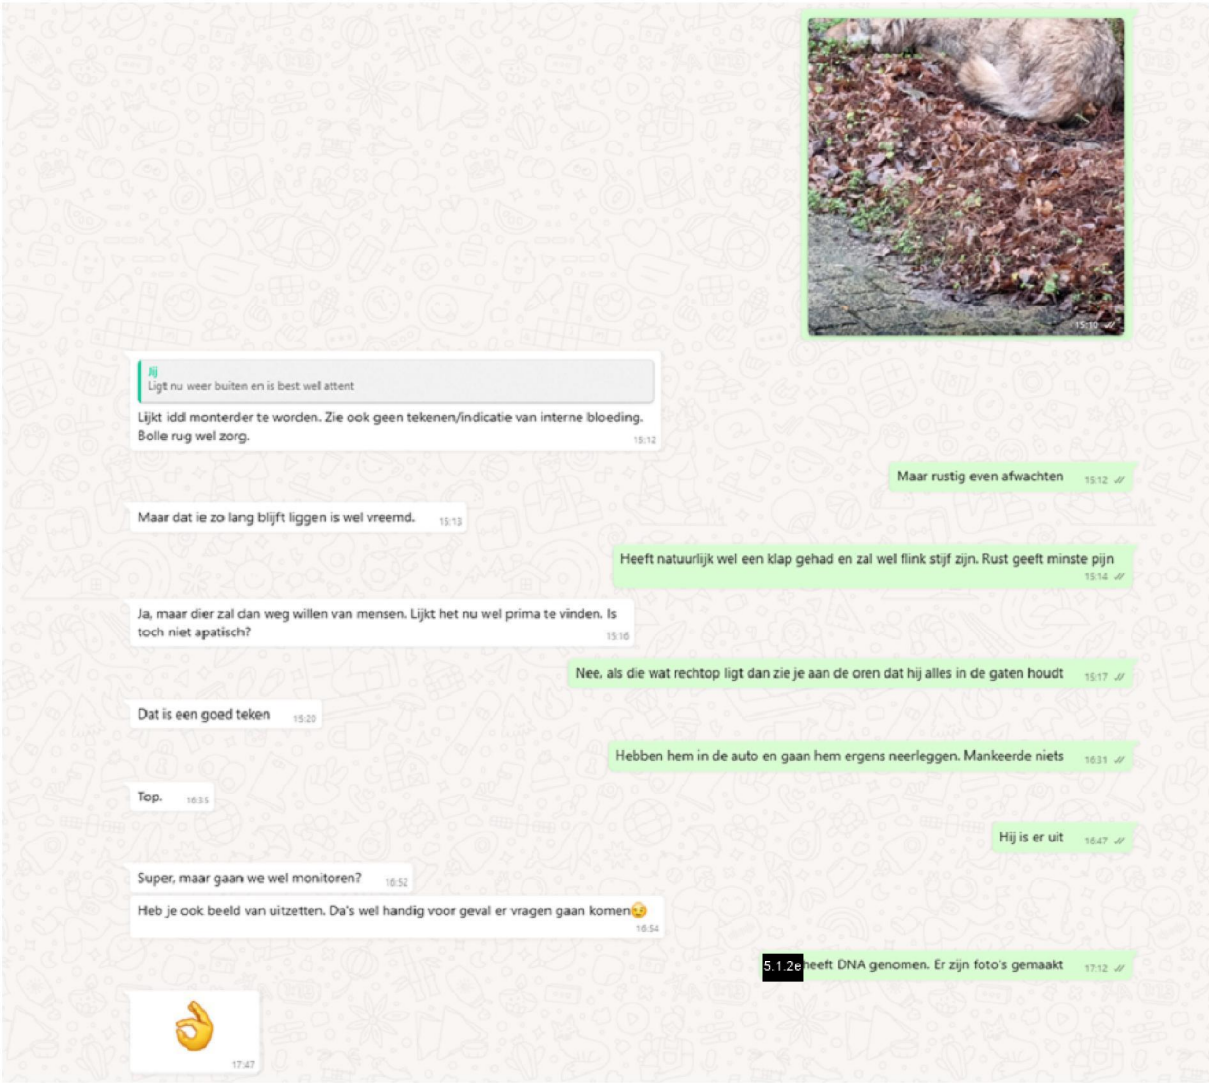 15:10
Jij
Ligt nu weer buiten en is best wel attent
Lijkt idd monterder te worden. Zie ook geen tekenen/indicatie van interne bloeding.
Bolle rug wel zorg.
15:12
Maar rustig even afwachten 15:12
Maar dat ie zo lang blijft liggen is wel vreemd. 15:13
Heeft natuurlijk wel een klap gehad en zal wel flink stijf zijn. Rust geeft minste pijn
15:14
Ja, maar dier zal dan weg willen van mensen. Lijkt het nu wel prima te vinden. Is
toch niet apatisch?
15:16
Nee, als die wat rechtop ligt dan zie je aan de oren dat hij alles in de gaten houdt 15:17
Dat is een goed teken 15:20
Hebben hem in de auto en gaan hem ergens neerleggen. Mankeerde niets 16:31
Top. 16:35
Hij is er uit 16:47
Super, maar gaan we wel monitoren? 16:52
Heb je ook beeld van uitzetten. Da's wel handig voor geval er vragen gaan komen😉
16:54
5.1.2e heeft DNA genomen. Er zijn foto's gemaakt 17:12
👌
17:47